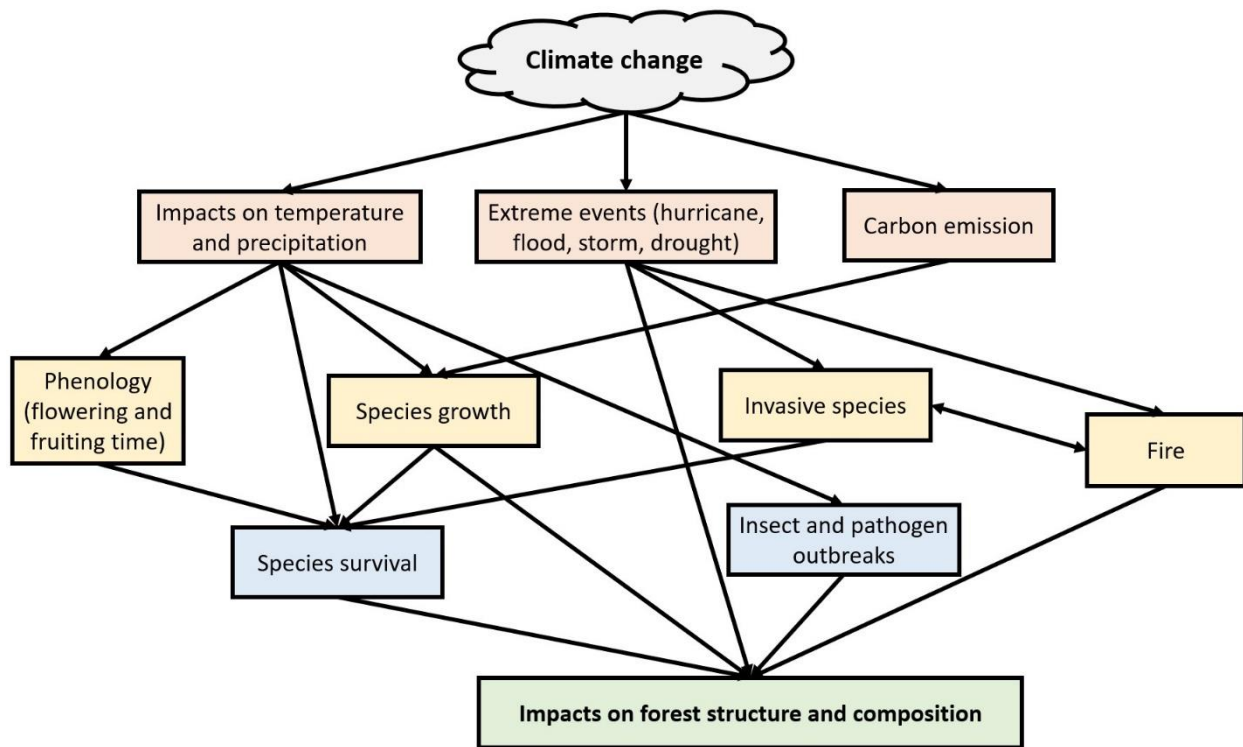 Climate change
Impacts on temperature
and precipitation
Extreme events (hurricane,
flood, storm, drought)
Carbon emission
Phenology
(flowering and
fruiting time)
Species growth
Invasive species
Fire
Species survival
Insect and pathogen
outbreaks
Impacts on forest structure and composition